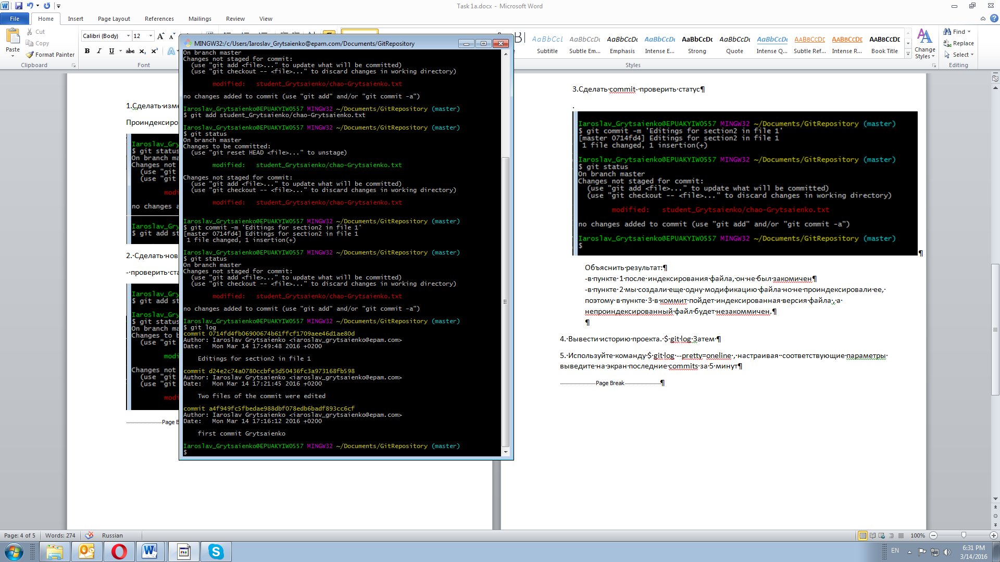 Task 1a.docx - Microsoft Word
File Home Insert Page Layout References Mailings Review View
Paste
Cut
Copy
Format Painter
Clipboard
Calibri (Body) 12
Font
AaBbCcI Subtitle
AaBbCcDc Subtle Em...
AaBbCcDc Emphasis
AaBbCcDc Intense E...
AaBbCcDc Strong
AaBbCcDc Quote
AaBbCcDc Intense Q...
AABBCCDE Subtle Ref...
AABBCCDE Intense R...
AaBbCcDc Book Title
Styles
Change Styles
Find
Replace
Select
Editing
MINGW32:/c/Users/Iaroslav_Grytsaienko@epam.com/Documents/GitRepository
On branch master
Changes not staged for commit:
(use "git add <file>..." to update what will be committed)
(use "git checkout -- <file>..." to discard changes in working directory)
modified: student_Grytsaienko/chao-Grytsaienko.txt
no changes added to commit (use "git add" and/or "git commit -a")
Iaroslav_Grytsaienko@EPUAKYIW0557 MINGW32 ~/Documents/GitRepository (master)
$ git add student_Grytsaienko/chao-Grytsaienko.txt
Iaroslav_Grytsaienko@EPUAKYIW0557 MINGW32 ~/Documents/GitRepository (master)
$ git status
On branch master
Changes to be committed:
(use "git reset HEAD <file>..." to unstage)
modified: student_Grytsaienko/chao-Grytsaienko.txt
Changes not staged for commit:
(use "git add <file>..." to update what will be committed)
(use "git checkout -- <file>..." to discard changes in working directory)
modified: student_Grytsaienko/chao-Grytsaienko.txt
Iaroslav_Grytsaienko@EPUAKYIW0557 MINGW32 ~/Documents/GitRepository (master)
$ git commit -m 'Editings for section2 in file 1'
[master 0714fd4] Editings for section2 in file 1
1 file changed, 1 insertion(+)
Iaroslav_Grytsaienko@EPUAKYIW0557 MINGW32 ~/Documents/GitRepository (master)
$ git status
On branch master
Changes not staged for commit:
(use "git add <file>..." to update what will be committed)
(use "git checkout -- <file>..." to discard changes in working directory)
modified: student_Grytsaienko/chao-Grytsaienko.txt
no changes added to commit (use "git add" and/or "git commit -a")
Iaroslav_Grytsaienko@EPUAKYIW0557 MINGW32 ~/Documents/GitRepository (master)
$ git log
commit 0714fd4fb06900674b61ffcf1709aee46d1ae80d
Author: Iaroslav Grytsaienko <iaroslav_grytsaienko@epam.com>
Date: Mon Mar 14 17:49:48 2016 +0200
Editings for section2 in file 1
commit d24e2c74a0780ccbfe3d50436fc3a973168fb598
Author: Iaroslav Grytsaienko <iaroslav_grytsaienko@epam.com>
Date: Mon Mar 14 17:21:45 2016 +0200
Two files of the commit were edited
commit a4f949fc5fbedae988dbf078edb6badf893cc6cf
Author: Iaroslav Grytsaienko <iaroslav_grytsaienko@epam.com>
Date: Mon Mar 14 17:16:12 2016 +0200
first commit Grytsaienko
Iaroslav_Grytsaienko@EPUAKYIW0557 MINGW32 ~/Documents/GitRepository (master)
$
1.Сделать изме
Проиндексиро
Iaroslav_Gry
$ git status
On branch ma
Changes not
(use "git
(use "git
modi
no changes a
Iaroslav_Gry
$ git add st
2. Сделать нов
- проверить ста
Iaroslav_Gry
$ git add st
Iaroslav_Gry
$ git status
On branch ma
Changes to b
(use "git
modi
Changes not
(use "git
(use "git
modi
Page B
3.Сделать commit- проверить статус¶
.
Iaroslav_Grytsaienko@EPUAKYIW0557 MINGW32 ~/Documents/GitRepository (master)
$ git commit -m 'Editings for section2 in file 1'
[master 0714fd4] Editings for section2 in file 1
1 file changed, 1 insertion(+)
Iaroslav_Grytsaienko@EPUAKYIW0557 MINGW32 ~/Documents/GitRepository (master)
$ git status
On branch master
Changes not staged for commit:
(use "git add <file>..." to update what will be committed)
(use "git checkout -- <file>..." to discard changes in working directory)
modified: student_Grytsaienko/chao-Grytsaienko.txt
no changes added to commit (use "git add" and/or "git commit -a")
Iaroslav_Grytsaienko@EPUAKYIW0557 MINGW32 ~/Documents/GitRepository (master)
$
¶
Объяснить результат:¶
-в пункте 1 после индексирования файла, он не был закомичен¶
-в пункте 2 мы создали еще одну модификацию файла но не проиндексировали ее,
поэтому в пункте 3 в коммит пойдет индексированная версия файла , а
непроиндексированный файл будет незакоммичен.¶
¶
4. Вывести историю проекта. $ git log Затем ¶
5. Используйте команду $ git log --pretty=oneline , настраивая соответствующие параметры
выведите на экран последние commits за 5 минут¶
Page Break ¶
Page: 4 of 5 Words: 274 Russian 100%
EN 6:31 PM
3/14/2016